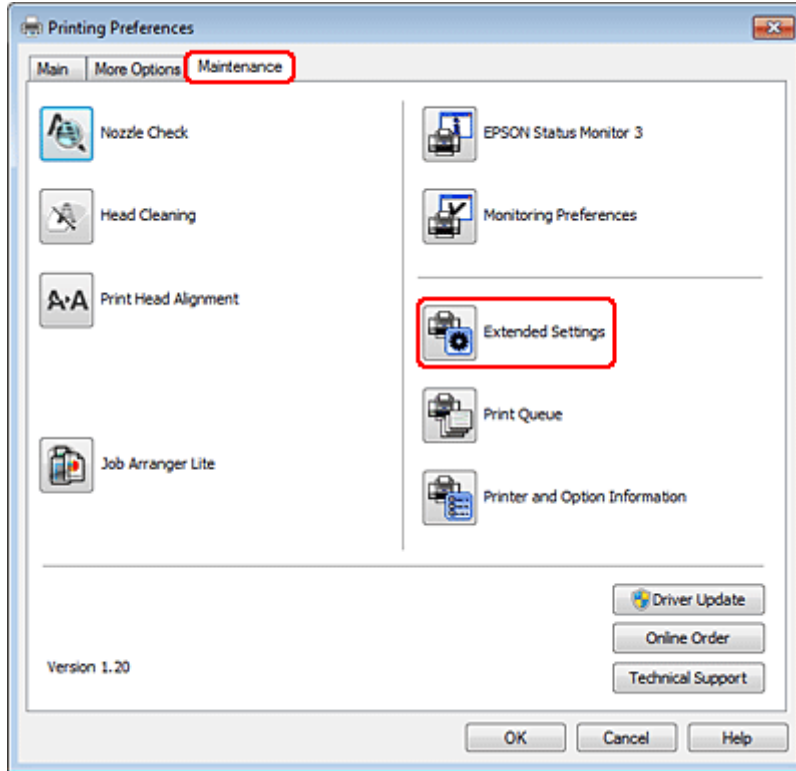 Printing Preferences
Main
More Options
Maintenance
Nozzle Check
Head Cleaning
A·A
Print Head Alignment
Job Arranger Lite
EPSON Status Monitor 3
Monitoring Preferences
Extended Settings
Print Queue
Printer and Option Information
Driver Update
Online Order
Version 1.20
Technical Support
OK
Cancel
Help